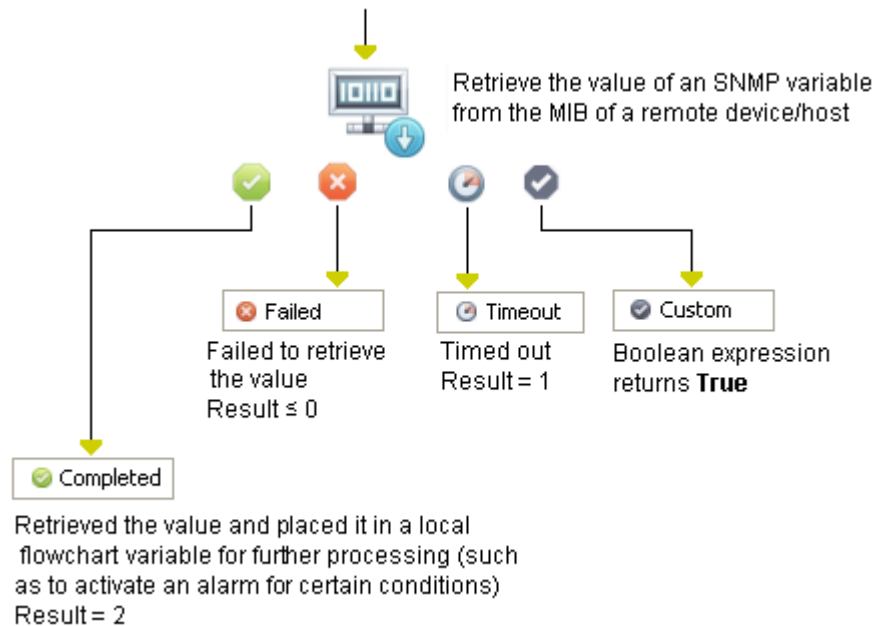 Retrieve the value of an SNMP variable
from the MIB of a remote device/host
10110
Failed
Failed to retrieve
the value
Result ≤ 0
Timeout
Timed out
Result = 1
Custom
Boolean expression
returns True
Completed
Retrieved the value and placed it in a local
flowchart variable for further processing (such
as to activate an alarm for certain conditions)
Result = 2